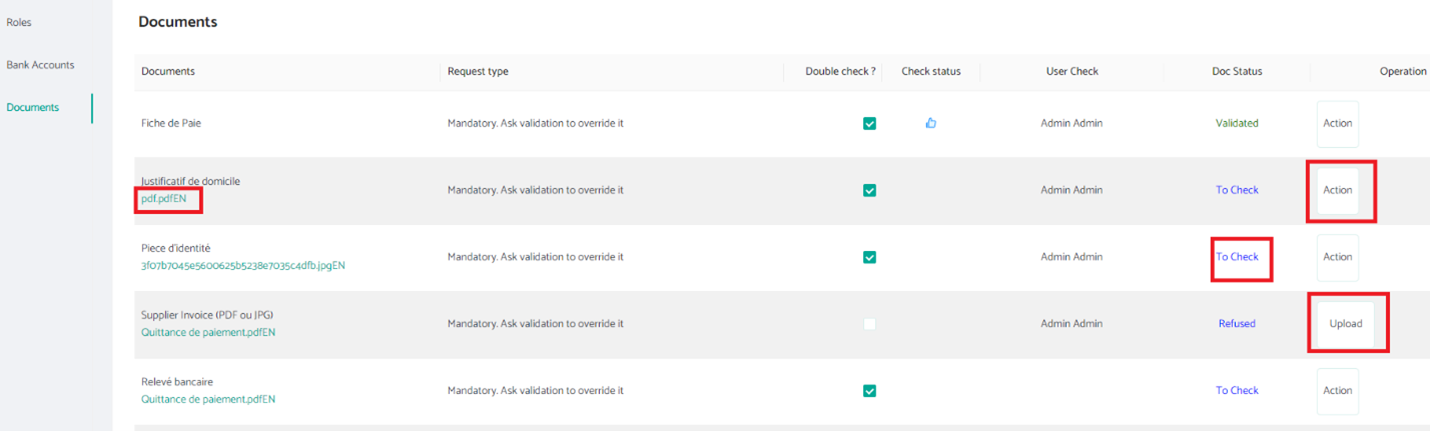 Roles
Bank Accounts
Documents
Documents
Documents Request type Double check ? Check status User Check Doc Status Operation
Fiche de Paie Mandatory. Ask validation to override it Admin Admin Validated Action
Justificatif de domicile
pdf.pdfEN Mandatory. Ask validation to override it Admin Admin To Check Action
Piece d'identité
3f07b7045e5600625b5238e7035c4dfb.jpgEN Mandatory. Ask validation to override it Admin Admin To Check Action
Supplier Invoice (PDF ou JPG)
Quittance de paiement.pdfEN Mandatory. Ask validation to override it Admin Admin Refused Upload
Relevé bancaire
Quittance de paiement.pdfEN Mandatory. Ask validation to override it To Check Action